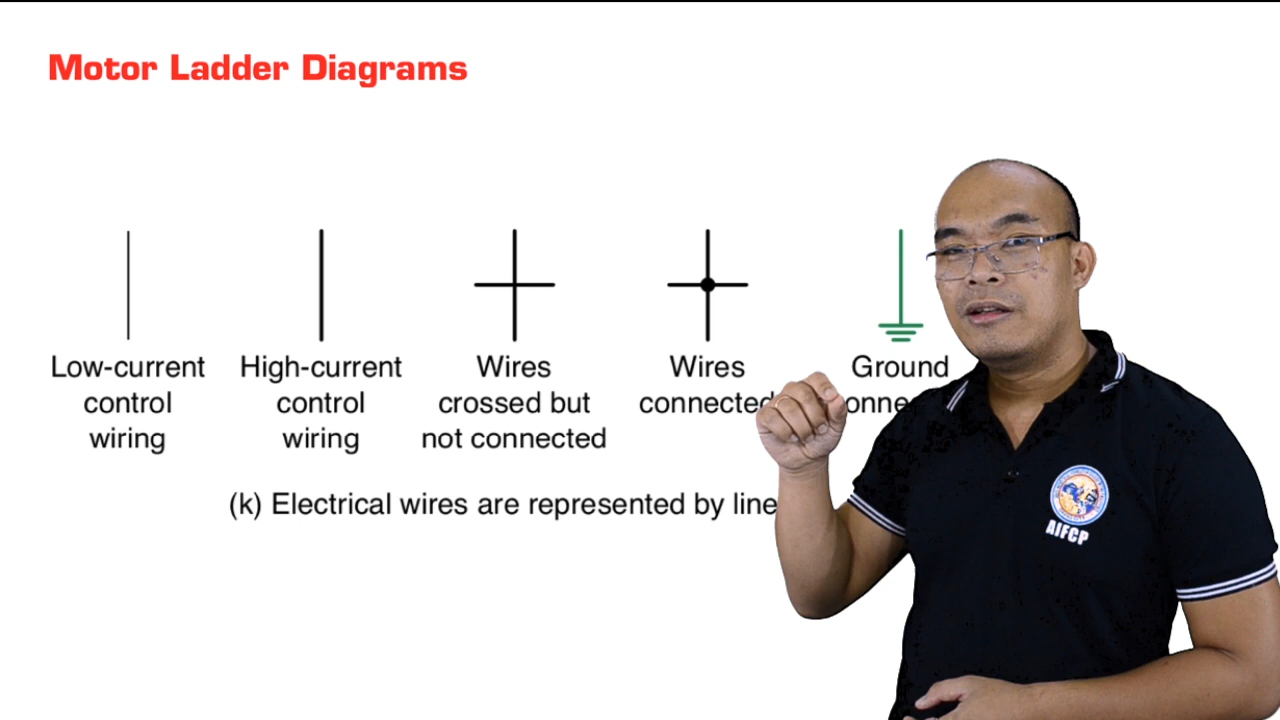 Motor Ladder Diagrams
Low-current
control
wiring
High-current
control
wiring
Wires
crossed but
not connected
Wires
connected
Ground
(k) Electrical wires are represented by
AIFCP